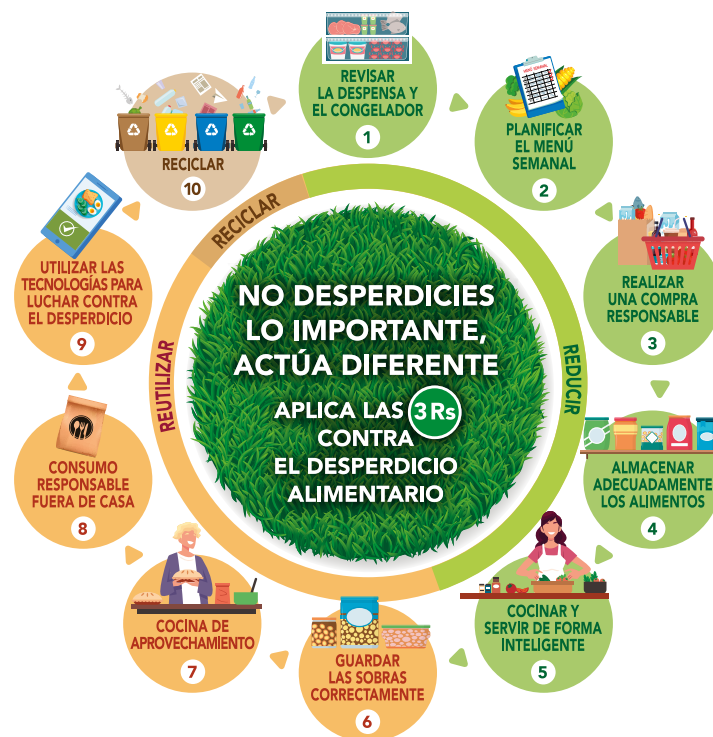 NO DESPERDICIES
LO IMPORTANTE,
ACTÚA DIFERENTE
APLICA LAS 3Rs
CONTRA
EL DESPERDICIO
ALIMENTARIO
REDUCIR
REUTILIZAR
RECICLAR
REVISAR
LA DESPENSA Y
EL CONGELADOR
1
MENÚ SEMANAL
PLANIFICAR
EL MENÚ
SEMANAL
2
REALIZAR
UNA COMPRA
RESPONSABLE
3
ALMACENAR
ADECUADAMENTE
LOS ALIMENTOS
4
COCINAR Y
SERVIR DE FORMA
INTELIGENTE
5
GUARDAR
LAS SOBRAS
CORRECTAMENTE
6
COCINA DE
APROVECHAMIENTO
7
CONSUMO
RESPONSABLE
FUERA DE CASA
8
UTILIZAR LAS
TECNOLOGÍAS PARA
LUCHAR CONTRA
EL DESPERDICIO
9
RECICLAR
10